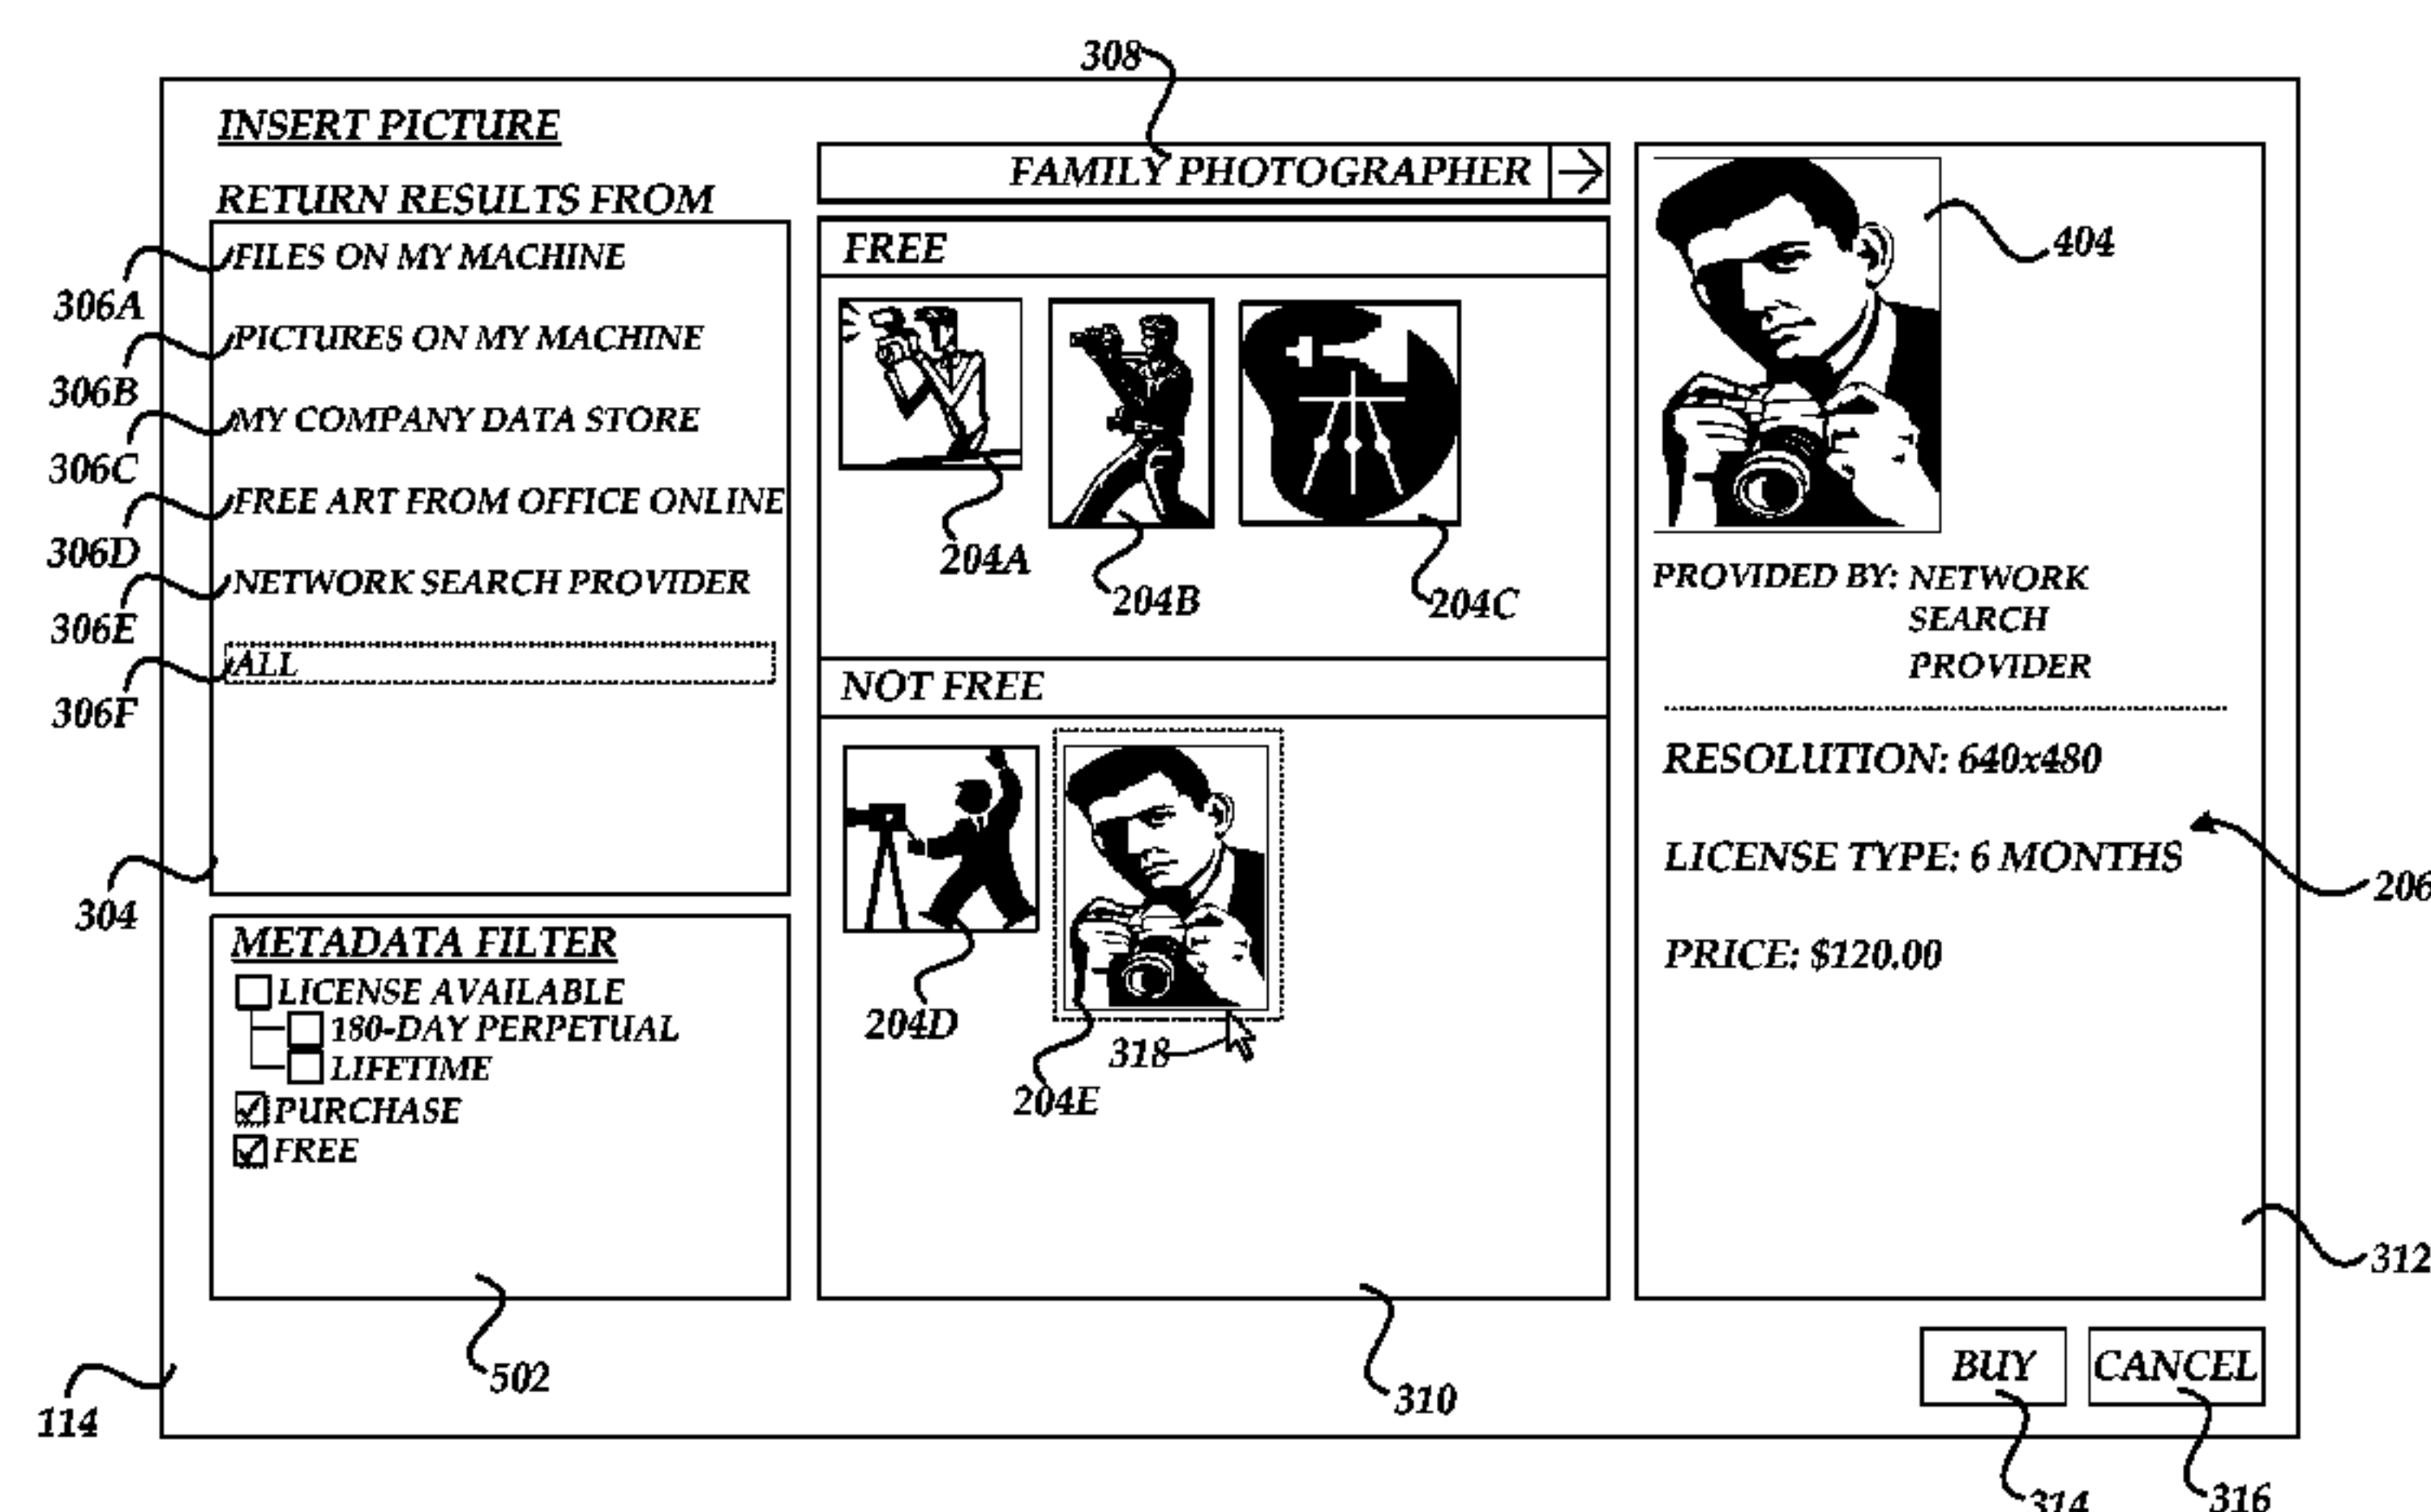 308
INSERT PICTURE
RETURN RESULTS FROM
306A
FILES ON MY MACHINE
306B
PICTURES ON MY MACHINE
306C
MY COMPANY DATA STORE
306D
FREE ART FROM OFFICE ONLINE
306E
NETWORK SEARCH PROVIDER
306F
ALL
304
METADATA FILTER
LICENSE AVAILABLE
180-DAY PERPETUAL
LIFETIME
PURCHASE
FREE
502
114
FAMILY PHOTOGRAPHER
FREE
204A
204B
204C
NOT FREE
204D
204E
318
310
404
PROVIDED BY: NETWORK
SEARCH
PROVIDER
RESOLUTION: 640x480
LICENSE TYPE: 6 MONTHS
206
PRICE: $120.00
312
BUY
CANCEL
314
316